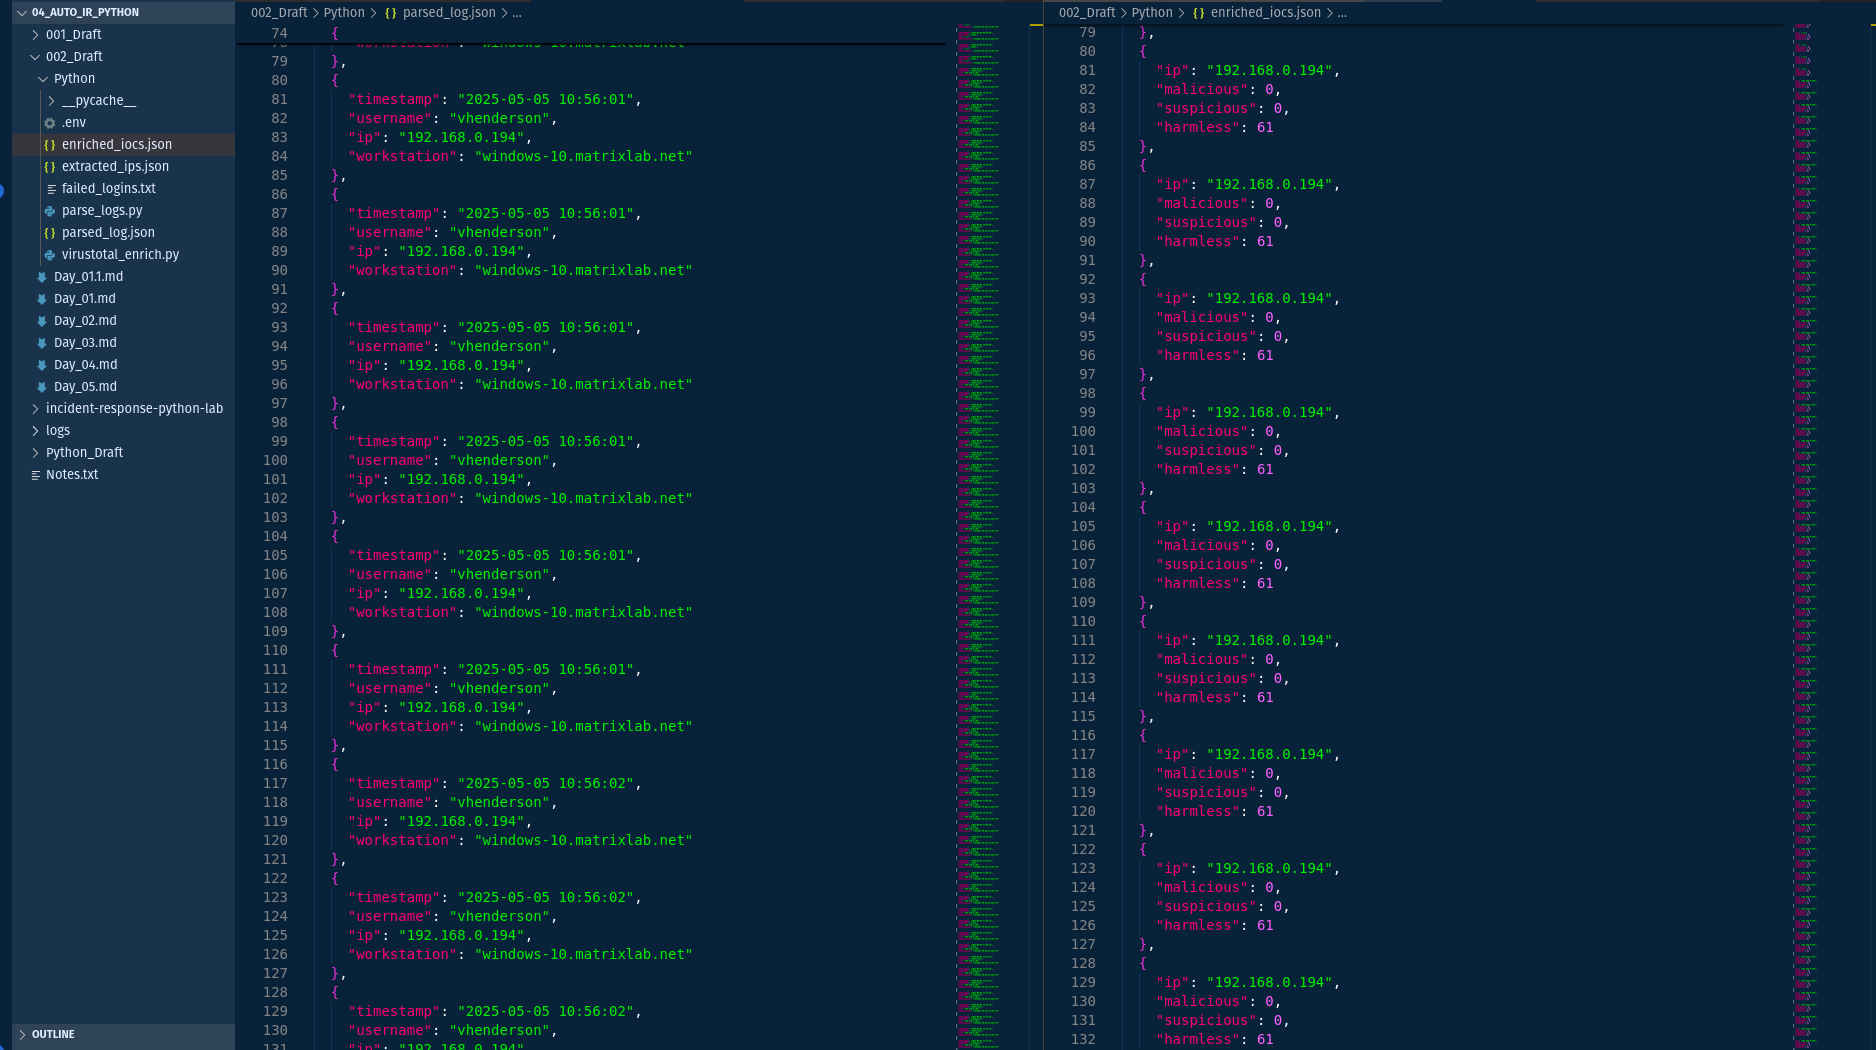 04_AUTO_IR_PYTHON
001_Draft
002_Draft
Python
__pycache__
.env
enriched_iocs.json
extracted_ips.json
failed_logins.txt
parse_logs.py
parsed_log.json
virustotal_enrich.py
Day_01.1.md
Day_01.md
Day_02.md
Day_03.md
Day_04.md
Day_05.md
incident-response-python-lab
logs
Python_Draft
Notes.txt
OUTLINE
002_Draft > Python > {} parsed_log.json > ...
74 {
78 "workstation": "windows-10.matrixlab.net"
79 },
80 {
81 "timestamp": "2025-05-05 10:56:01",
82 "username": "vhenderson",
83 "ip": "192.168.0.194",
84 "workstation": "windows-10.matrixlab.net"
85 },
86 {
87 "timestamp": "2025-05-05 10:56:01",
88 "username": "vhenderson",
89 "ip": "192.168.0.194",
90 "workstation": "windows-10.matrixlab.net"
91 },
92 {
93 "timestamp": "2025-05-05 10:56:01",
94 "username": "vhenderson",
95 "ip": "192.168.0.194",
96 "workstation": "windows-10.matrixlab.net"
97 },
98 {
99 "timestamp": "2025-05-05 10:56:01",
100 "username": "vhenderson",
101 "ip": "192.168.0.194",
102 "workstation": "windows-10.matrixlab.net"
103 },
104 {
105 "timestamp": "2025-05-05 10:56:01",
106 "username": "vhenderson",
107 "ip": "192.168.0.194",
108 "workstation": "windows-10.matrixlab.net"
109 },
110 {
111 "timestamp": "2025-05-05 10:56:01",
112 "username": "vhenderson",
113 "ip": "192.168.0.194",
114 "workstation": "windows-10.matrixlab.net"
115 },
116 {
117 "timestamp": "2025-05-05 10:56:02",
118 "username": "vhenderson",
119 "ip": "192.168.0.194",
120 "workstation": "windows-10.matrixlab.net"
121 },
122 {
123 "timestamp": "2025-05-05 10:56:02",
124 "username": "vhenderson",
125 "ip": "192.168.0.194",
126 "workstation": "windows-10.matrixlab.net"
127 },
128 {
129 "timestamp": "2025-05-05 10:56:02",
130 "username": "vhenderson",
131 "ip": "192.168.0.194",
002_Draft > Python > {} enriched_iocs.json > ...
79 },
80 {
81 "ip": "192.168.0.194",
82 "malicious": 0,
83 "suspicious": 0,
84 "harmless": 61
85 },
86 {
87 "ip": "192.168.0.194",
88 "malicious": 0,
89 "suspicious": 0,
90 "harmless": 61
91 },
92 {
93 "ip": "192.168.0.194",
94 "malicious": 0,
95 "suspicious": 0,
96 "harmless": 61
97 },
98 {
99 "ip": "192.168.0.194",
100 "malicious": 0,
101 "suspicious": 0,
102 "harmless": 61
103 },
104 {
105 "ip": "192.168.0.194",
106 "malicious": 0,
107 "suspicious": 0,
108 "harmless": 61
109 },
110 {
111 "ip": "192.168.0.194",
112 "malicious": 0,
113 "suspicious": 0,
114 "harmless": 61
115 },
116 {
117 "ip": "192.168.0.194",
118 "malicious": 0,
119 "suspicious": 0,
120 "harmless": 61
121 },
122 {
123 "ip": "192.168.0.194",
124 "malicious": 0,
125 "suspicious": 0,
126 "harmless": 61
127 },
128 {
129 "ip": "192.168.0.194",
130 "malicious": 0,
131 "suspicious": 0,
132 "harmless": 61